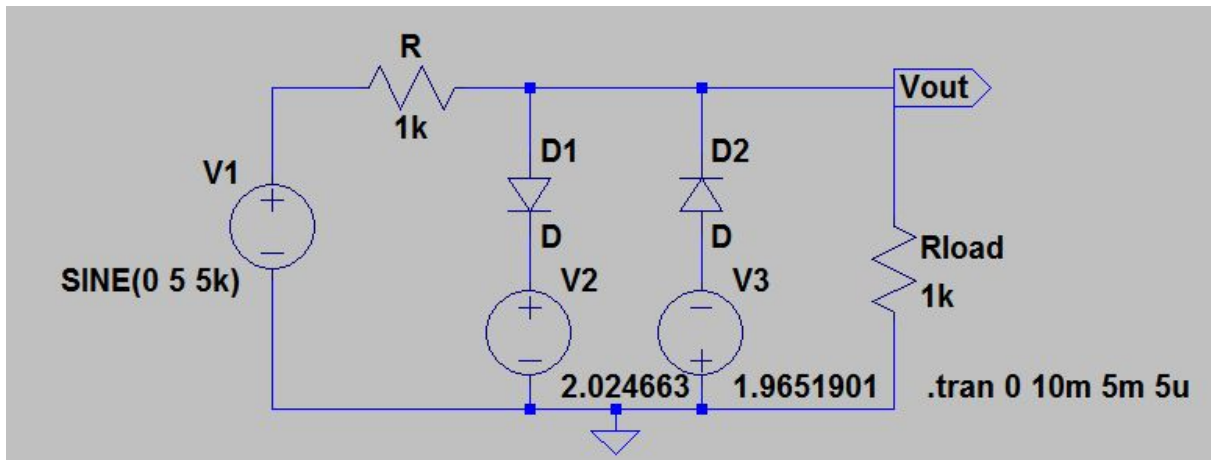 R
1k
Vout
V1
+
−
SINE(0 5 5k)
D1
D
D2
D
V2
+
−
2.024663
V3
−
+
1.9651901
Rload
1k
.tran 0 10m 5m 5u